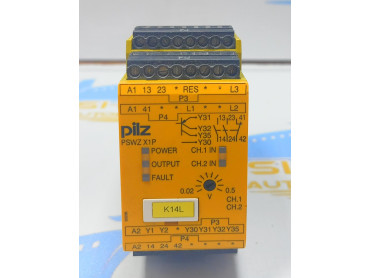 A1 13 23 * RES * * L3
P3
A1 41 * * L1 * * L2
P4
Y31
13 23 41
Y32
Y35
Y30
14 24 42
pilz
PSWZ X1P
POWER
CH.1 IN
OUTPUT
CH.2 IN
FAULT
0.02
0.5
V
CH.1
CH.2
K14L
A2 Y1 Y2 * Y30 Y31 Y32 Y35
P4
A2 14 24 42 * * * *